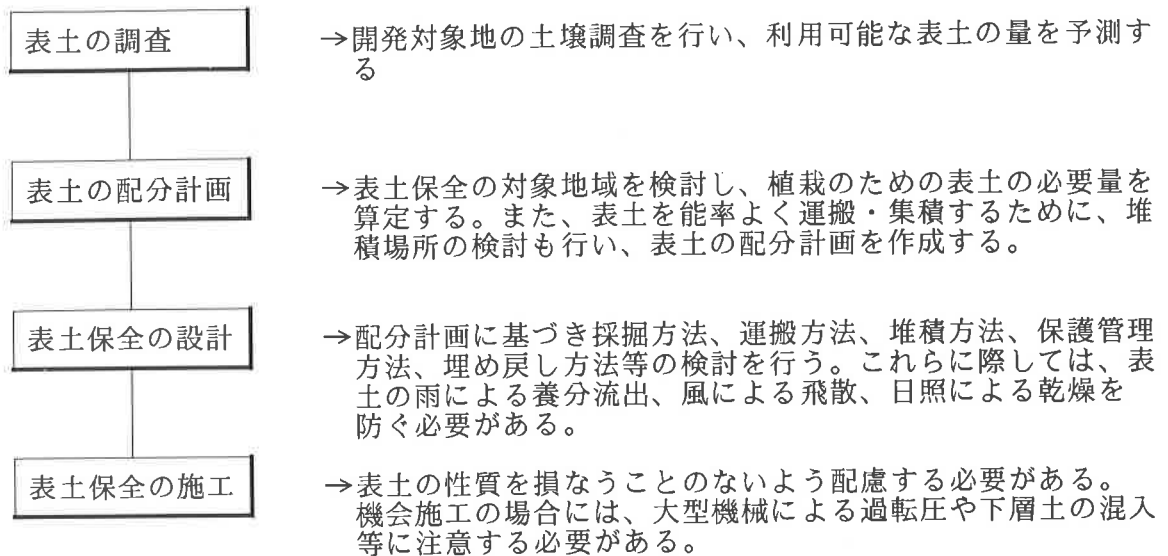 表土の調査
→開発対象地の土壌調査を行い、利用可能な表土の量を予測す
る
表土の配分計画
→表土保全の対象地域を検討し、植栽のための表土の必要量を
算定する。また、表土を能率よく運搬・集積するために、堆
積場所の検討も行い、表土の配分計画を作成する。
表土保全の設計
→配分計画に基づき採掘方法、運搬方法、堆積方法、保護管理
方法、埋め戻し方法等の検討を行う。これらに際しては、表
土の雨による養分流出、風による飛散、日照による乾燥を
防ぐ必要がある。
表土保全の施工
→表土の性質を損なうことのないよう配慮する必要がある。
機会施工の場合には、大型機械による過転圧や下層土の混入
等に注意する必要がある。